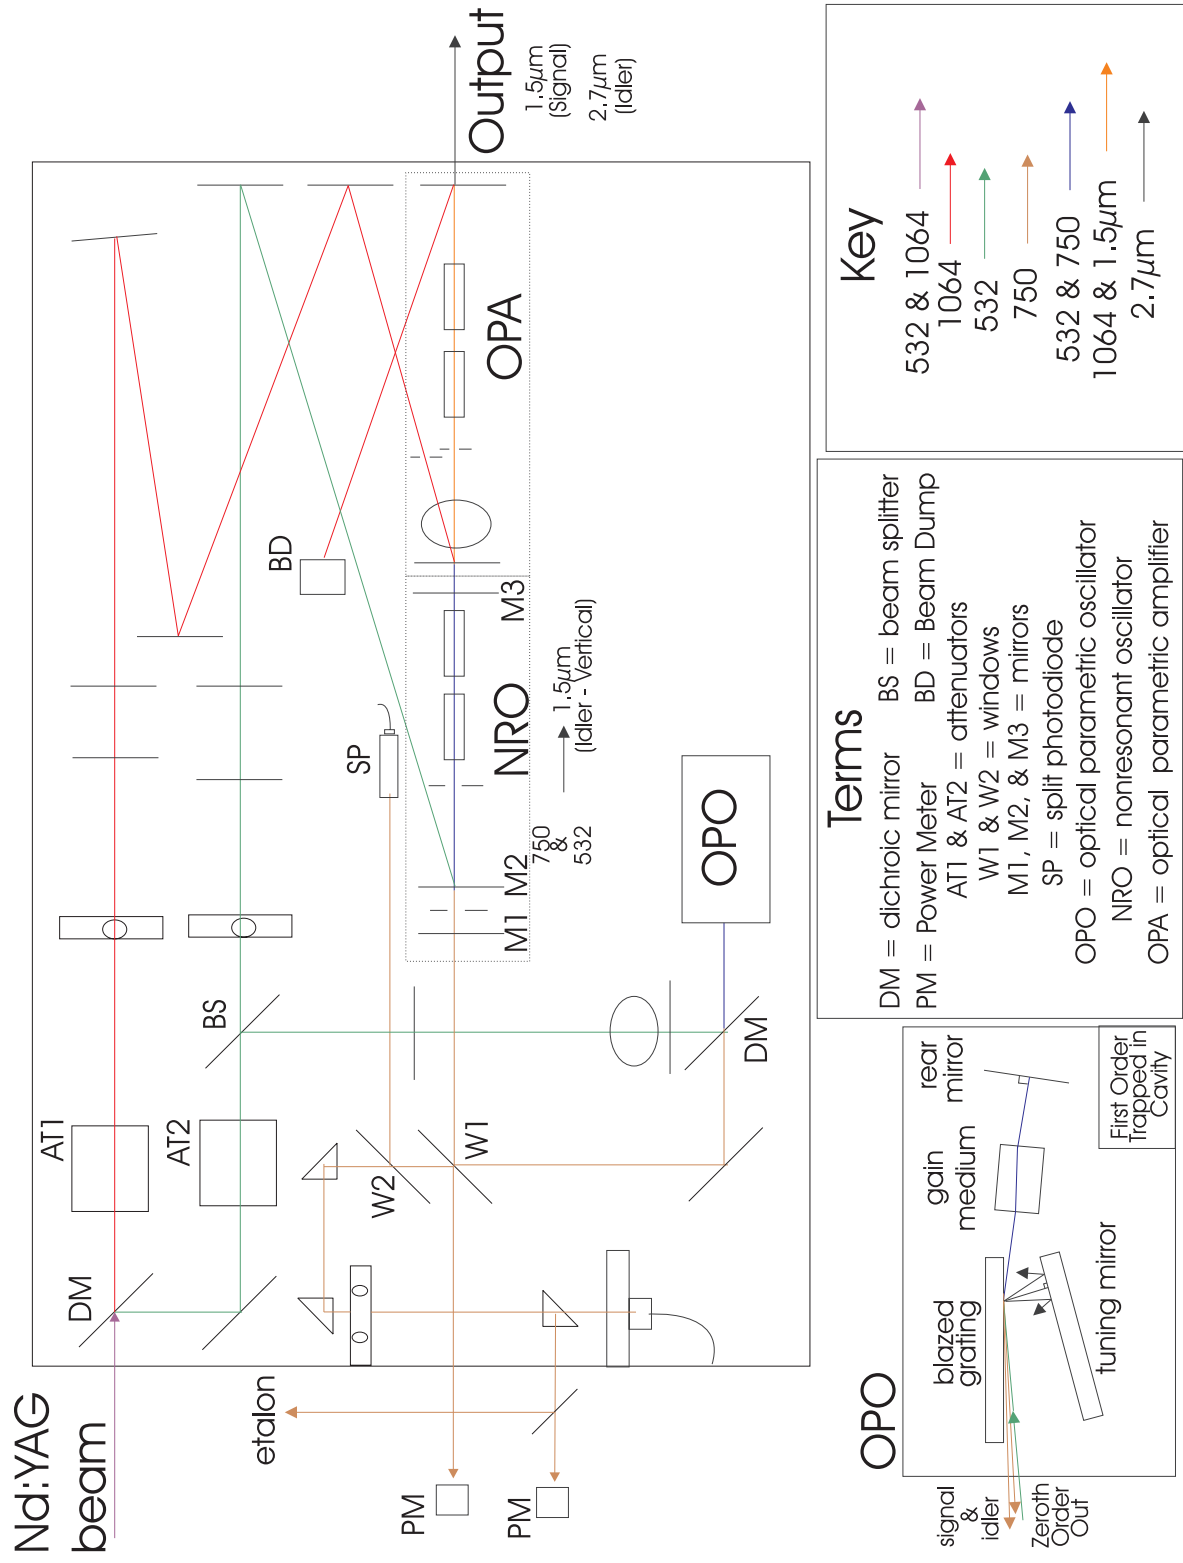 Nd:YAG
beam
DM
AT1
AT2
BS
BD
SP
W2
W1
M1
M2
M3
NRO
OPA
750
&
532
1.5μm
(Idler - Vertical)
Output
1.5μm
(Signal)
2.7μm
(Idler)
OPO
DM
etalon
PM
PM
OPO
signal
&
idler
Zeroth
Order
Out
blazed
grating
gain
medium
rear
mirror
tuning mirror
First Order
Trapped in
Cavity
Terms
DM = dichroic mirror
BS = beam splitter
PM = Power Meter
BD = Beam Dump
AT1 & AT2 = attenuators
W1 & W2 = windows
M1, M2, & M3 = mirrors
SP = split photodiode
OPO = optical parametric oscillator
NRO = nonresonant oscillator
OPA = optical parametric amplifier
Key
532 & 1064
1064
532
750
532 & 750
1064 & 1.5μm
2.7μm